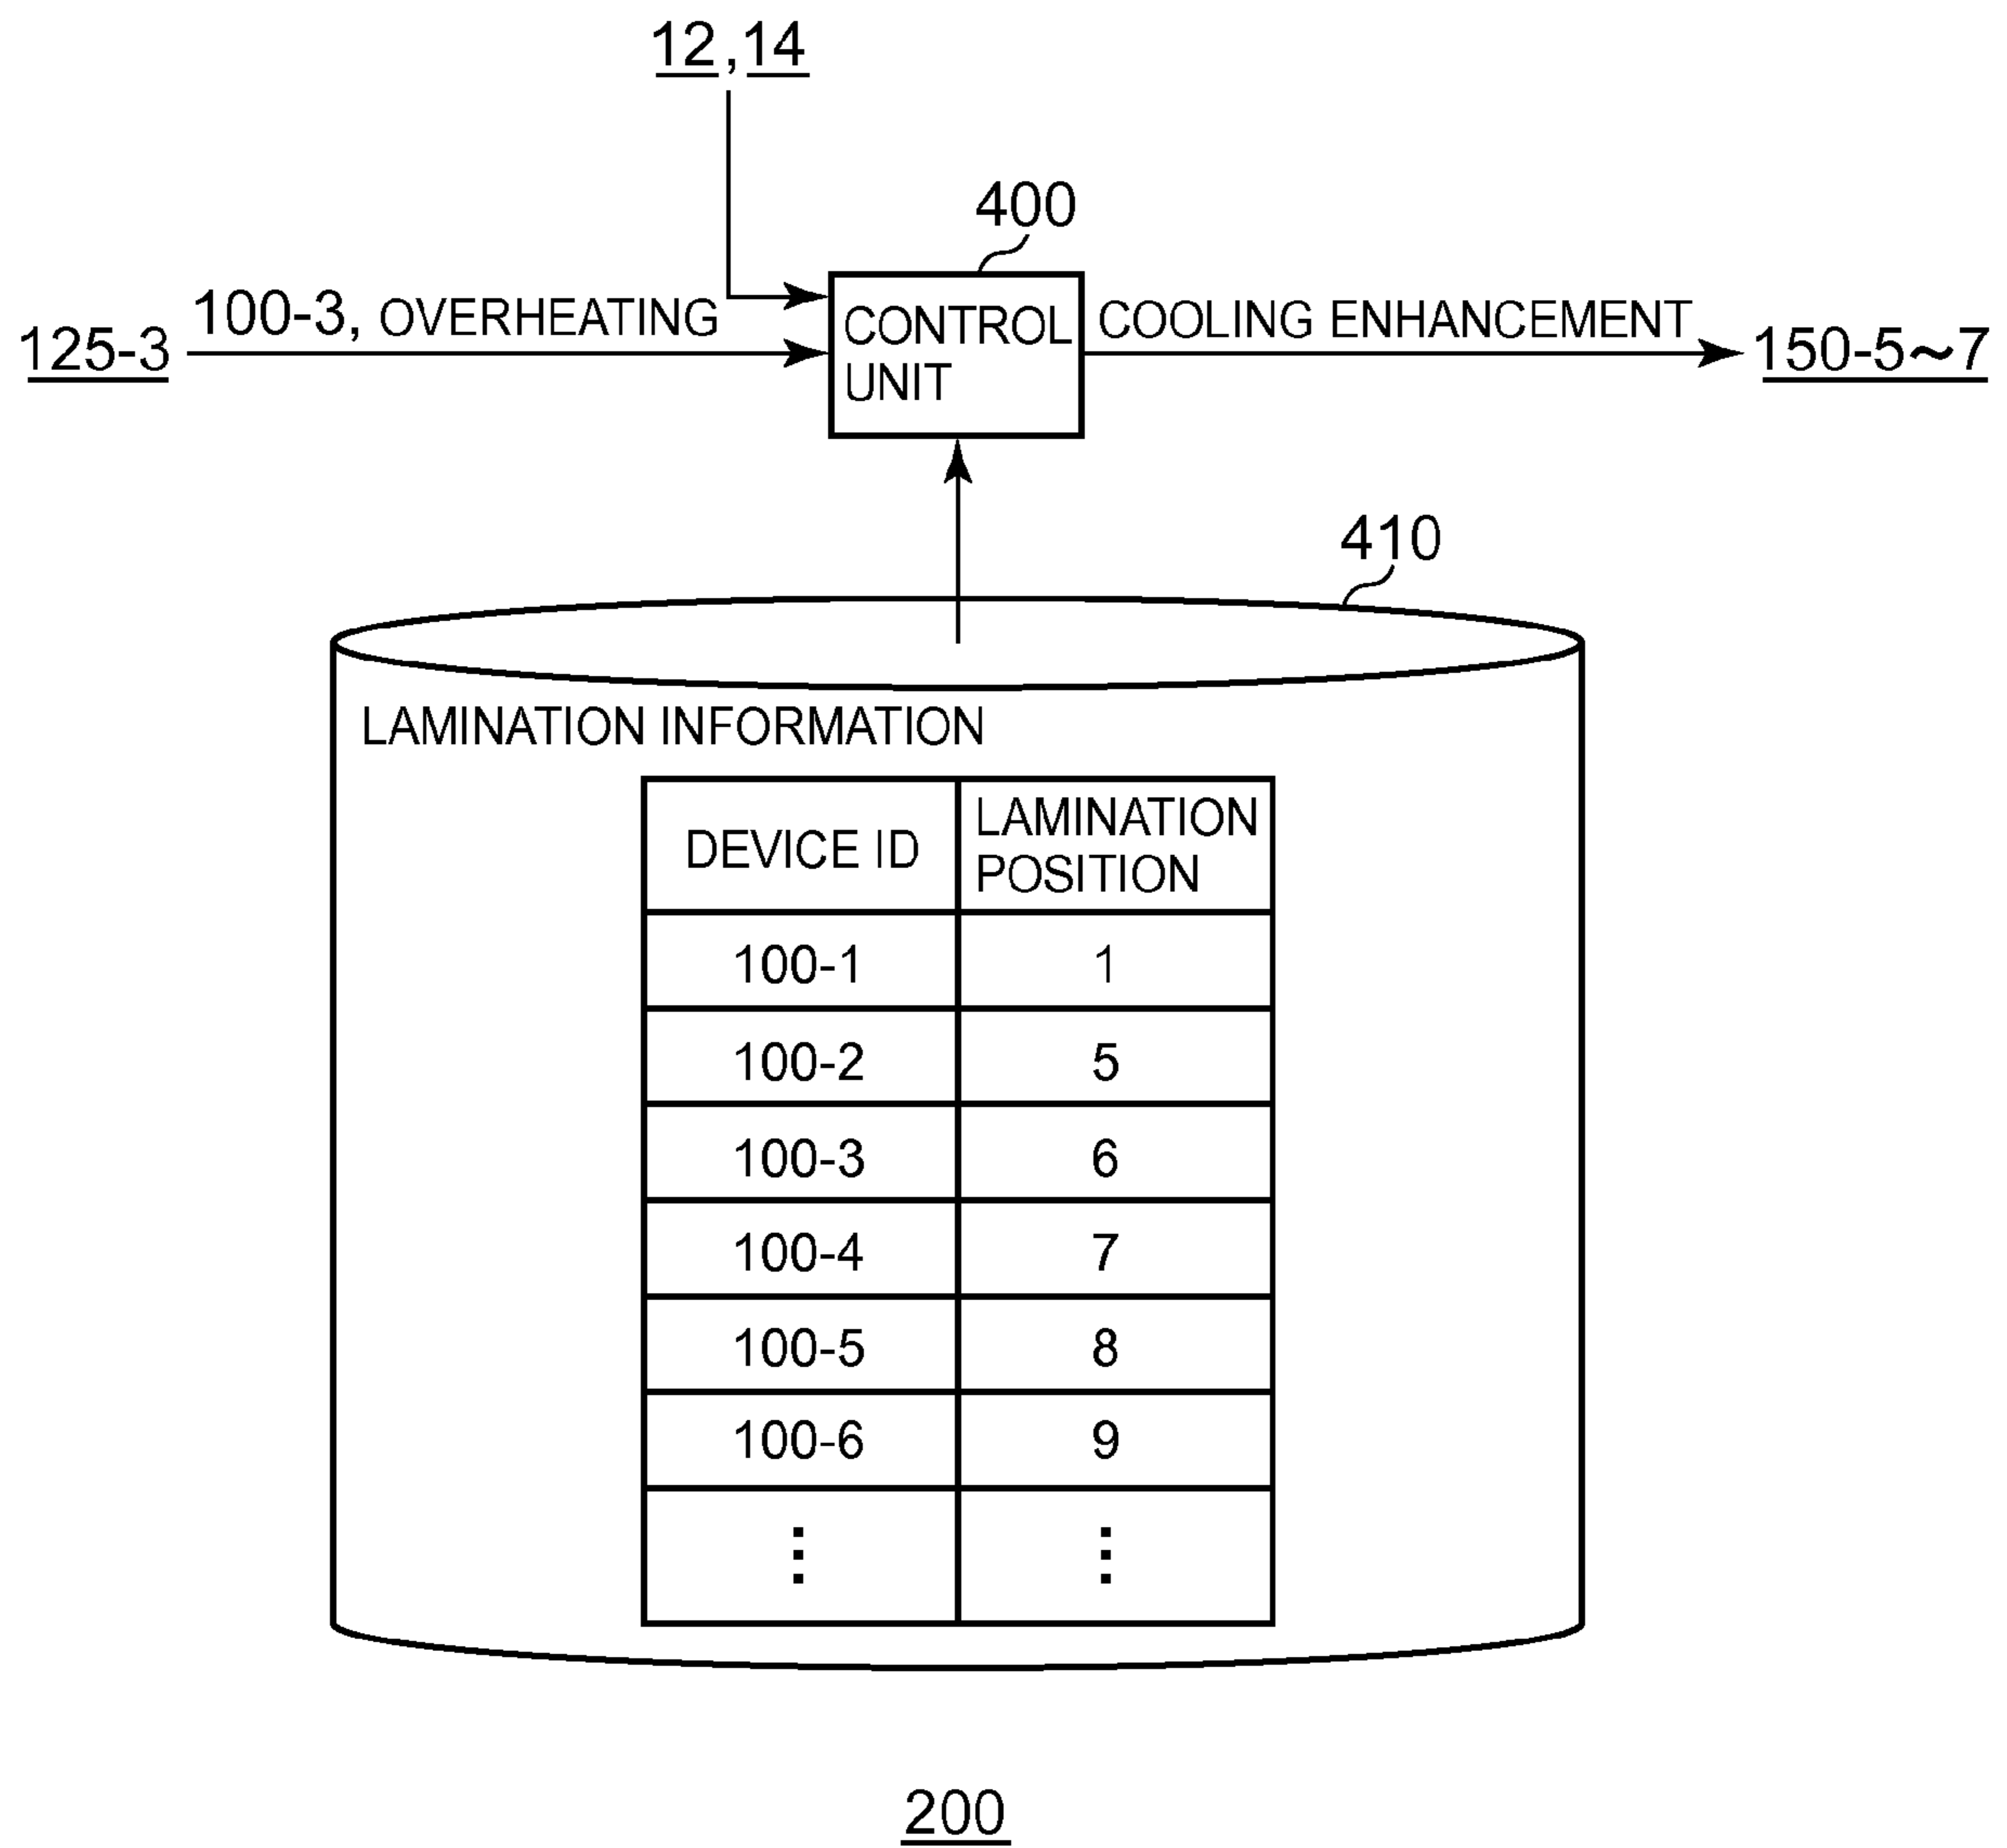 12,14
400
100-3, OVERHEATING
125-3
CONTROL
UNIT
COOLING ENHANCEMENT
150-5~7
410
LAMINATION INFORMATION
DEVICE ID
LAMINATION
POSITION
100-1 1
100-2 5
100-3 6
100-4 7
100-5 8
100-6 9
⋮ ⋮
200